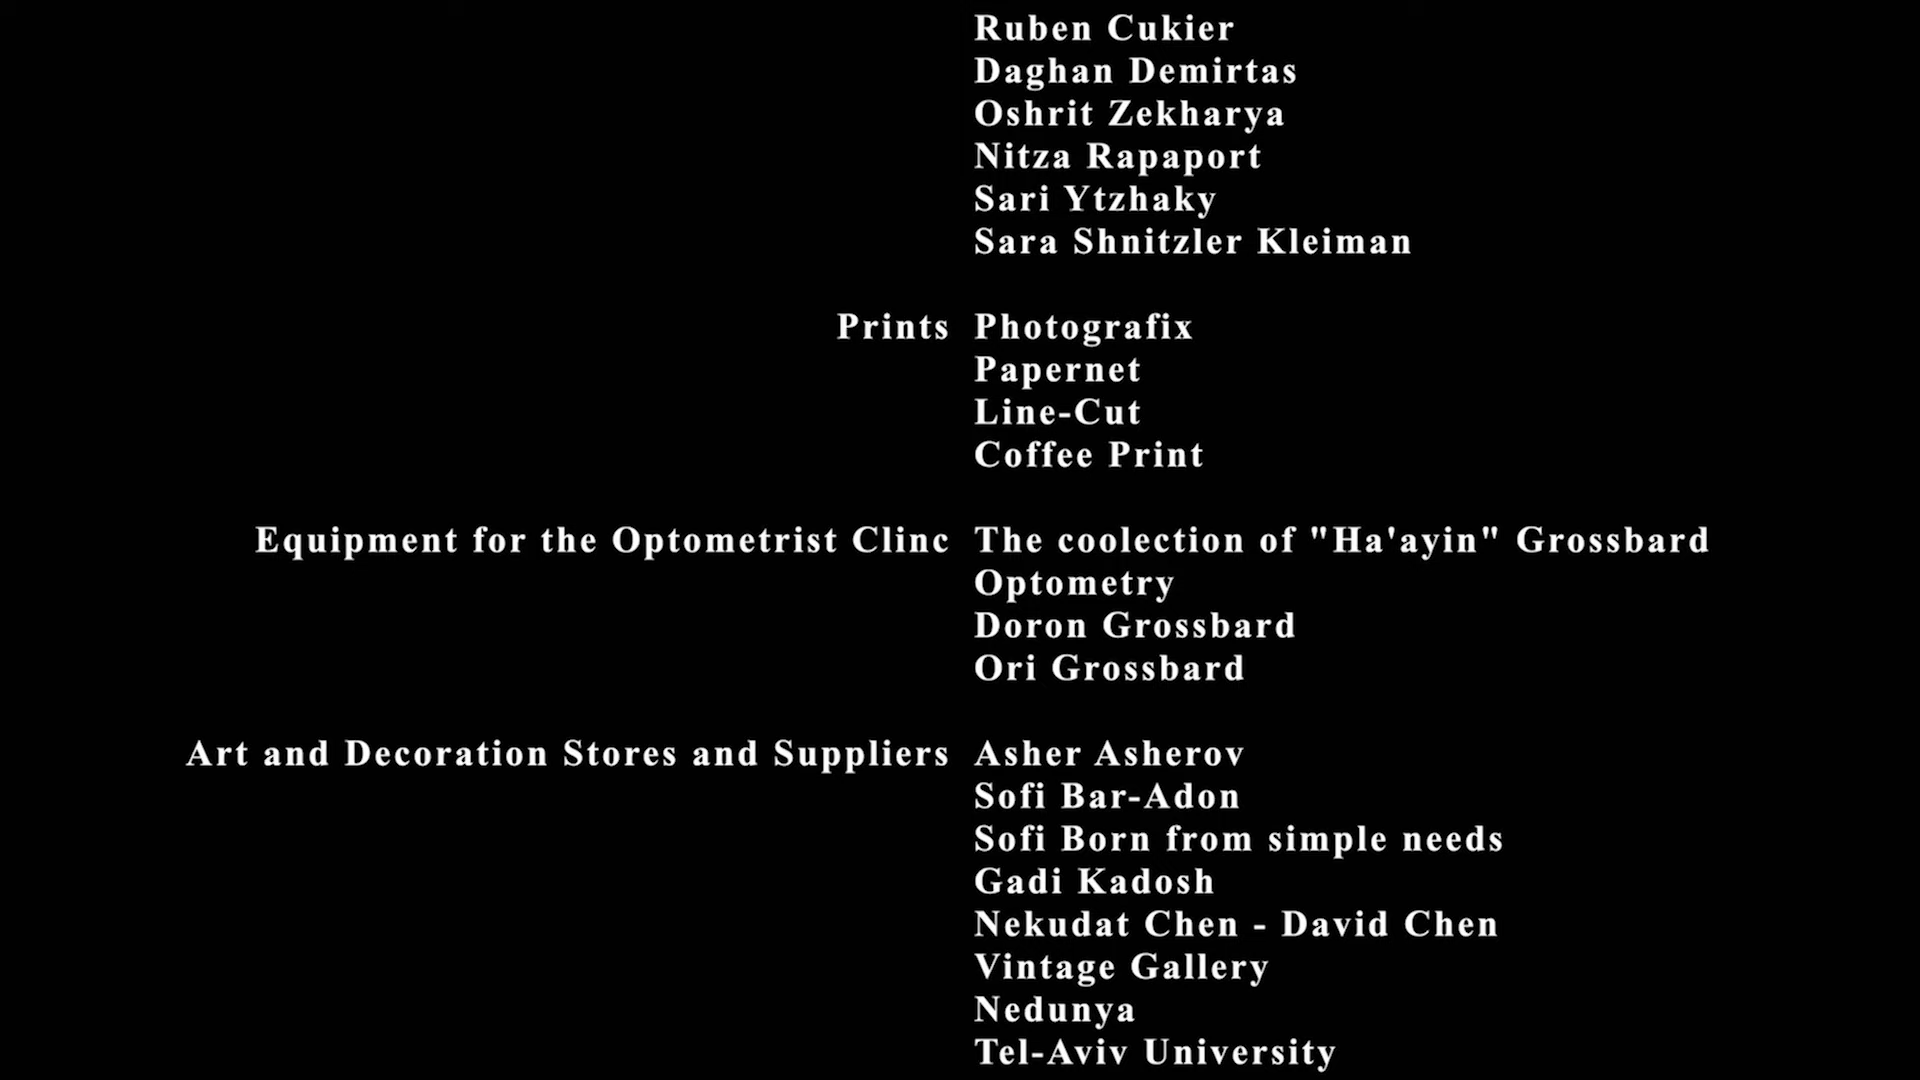 Ruben Cukier
Daghan Demirtas
Oshrit Zekharya
Nitza Rapaport
Sari Ytzhaky
Sara Shnitzler Kleiman
Prints Photografix
Papernet
Line-Cut
Coffee Print
Equipment for the Optometrist Clinc The coolection of "Ha'ayin" Grossbard
Optometry
Doron Grossbard
Ori Grossbard
Art and Decoration Stores and Suppliers Asher Asherov
Sofi Bar-Adon
Sofi Born from simple needs
Gadi Kadosh
Nekudat Chen - David Chen
Vintage Gallery
Nedunya
Tel-Aviv University